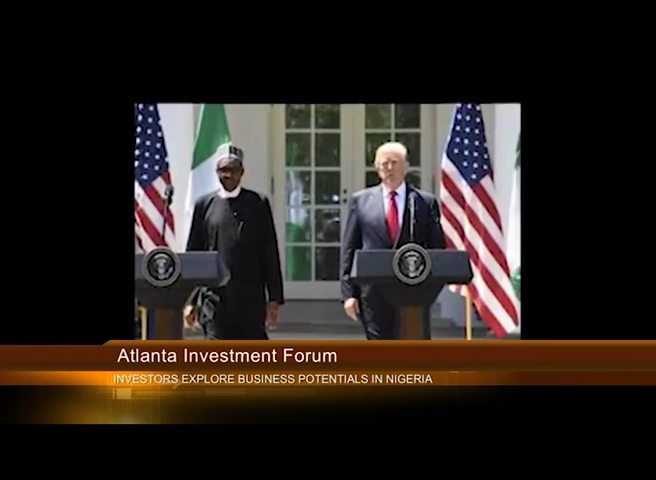 Atlanta Investment Forum
INVESTORS EXPLORE BUSINESS POTENTIALS IN NIGERIA